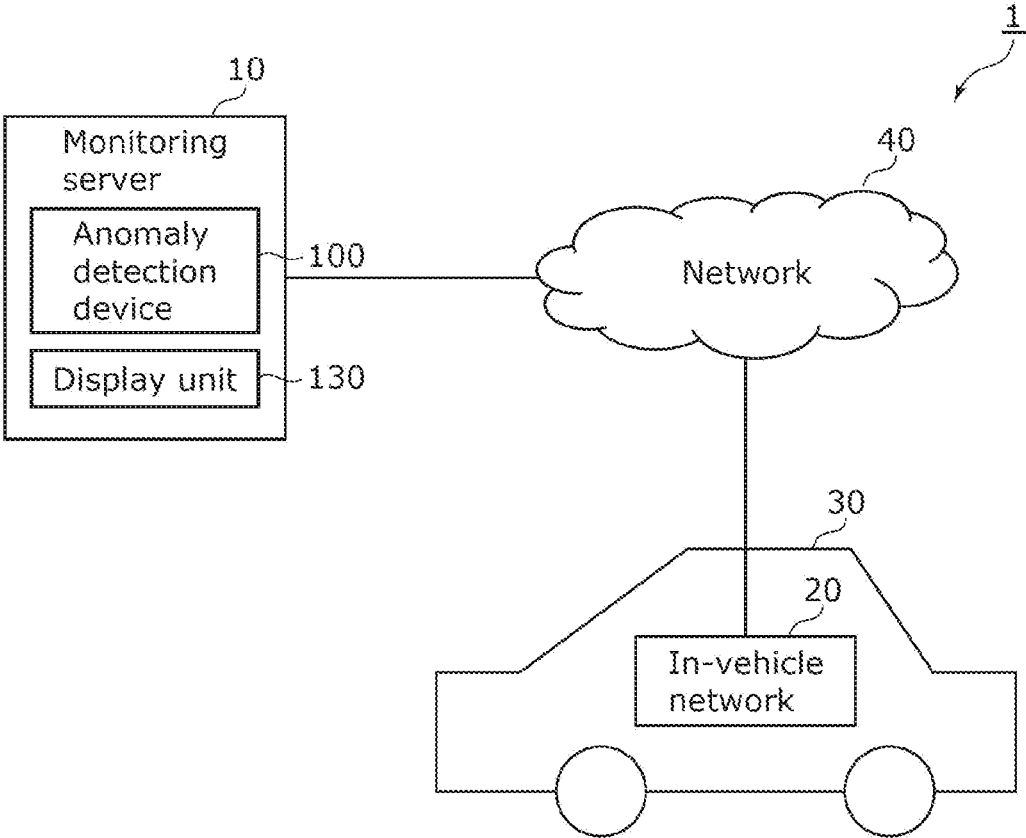 1
10
Monitoring
server
Anomaly
detection
device
100
Display unit
130
40
Network
30
20
In-vehicle
network